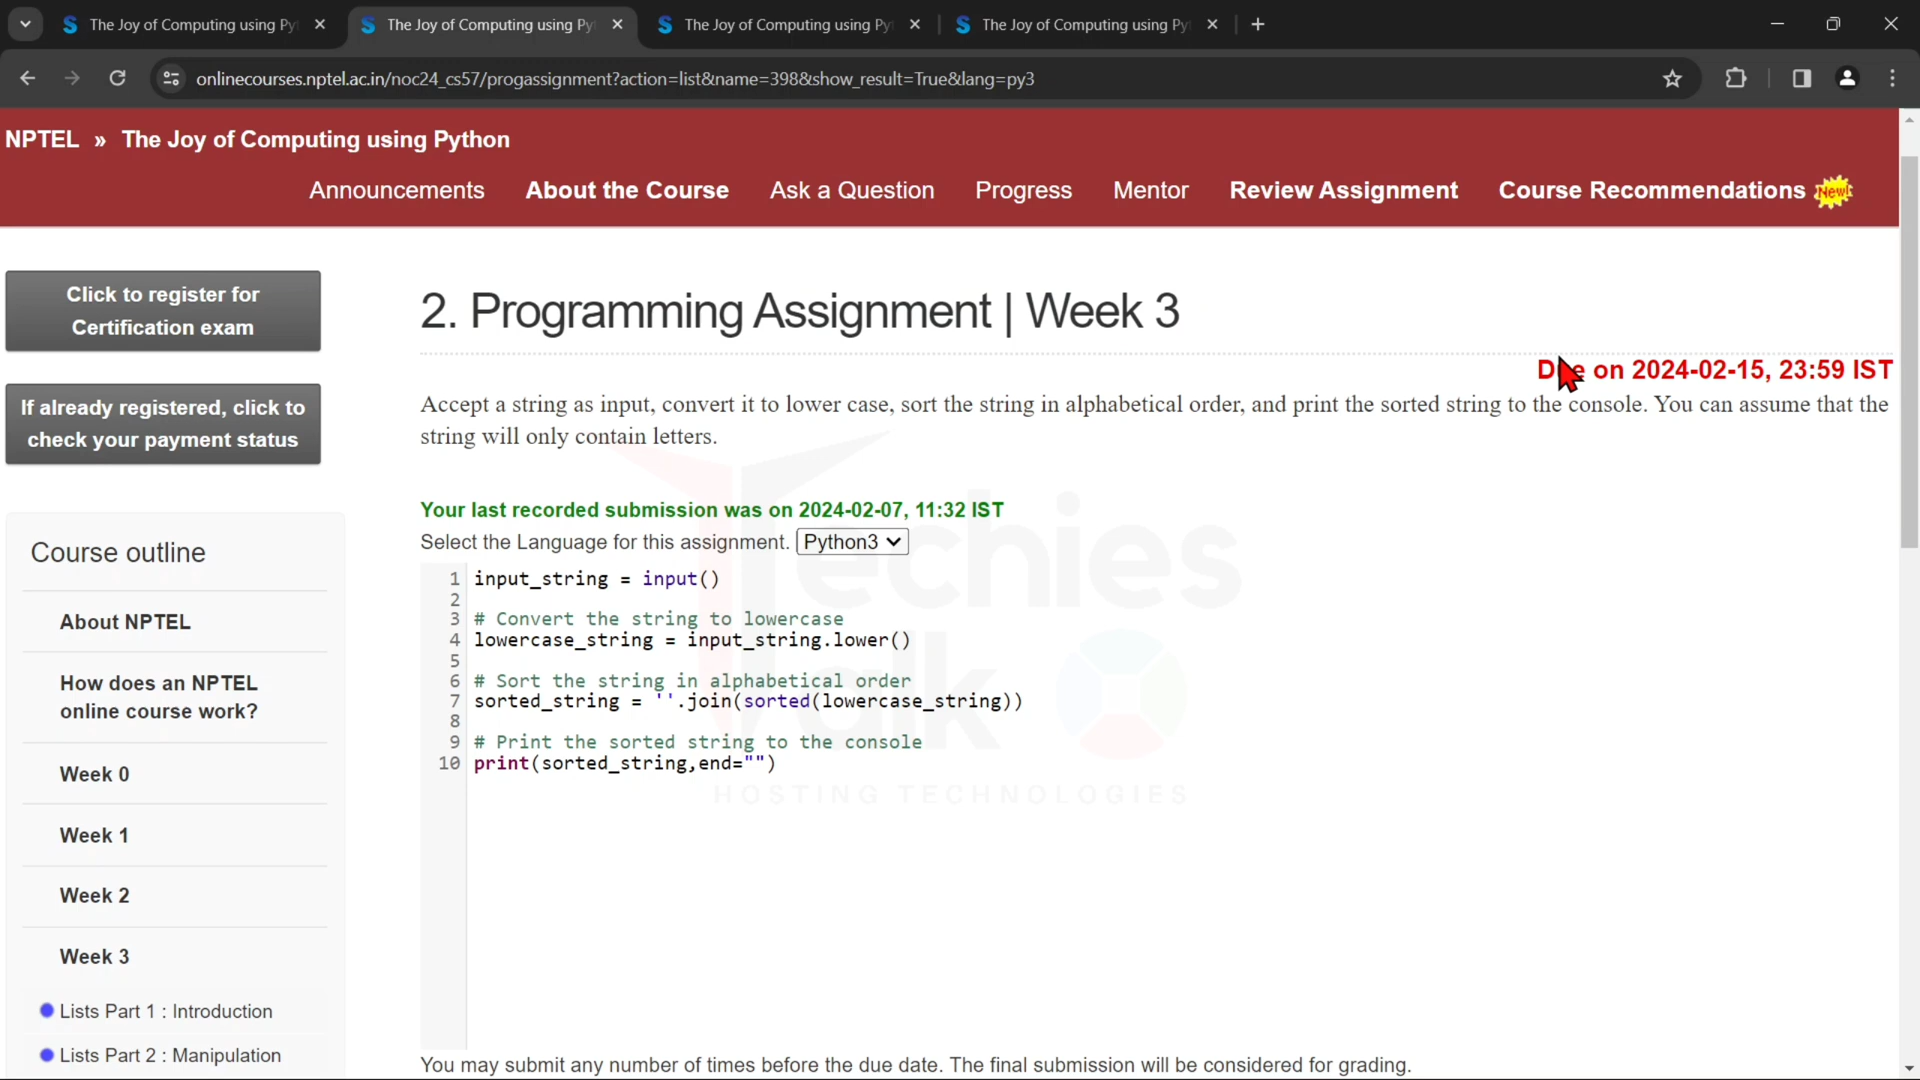 The Joy of Computing using Py
The Joy of Computing using Py
The Joy of Computing using Py
The Joy of Computing using Py
onlinecourses.nptel.ac.in/noc24_cs57/progassignment?action=list&name=398&show_result=True&lang=py3
NPTEL » The Joy of Computing using Python
Announcements About the Course Ask a Question Progress Mentor Review Assignment Course Recommendations New!
Click to register for
Certification exam
If already registered, click to
check your payment status
Course outline
About NPTEL
How does an NPTEL
online course work?
Week 0
Week 1
Week 2
Week 3
Lists Part 1 : Introduction
Lists Part 2 : Manipulation
2. Programming Assignment | Week 3
Due on 2024-02-15, 23:59 IST
Accept a string as input, convert it to lower case, sort the string in alphabetical order, and print the sorted string to the console. You can assume that the
string will only contain letters.
Your last recorded submission was on 2024-02-07, 11:32 IST
Select the Language for this assignment. Python3
1 input_string = input()
2
3 # Convert the string to lowercase
4 lowercase_string = input_string.lower()
5
6 # Sort the string in alphabetical order
7 sorted_string = ''.join(sorted(lowercase_string))
8
9 # Print the sorted string to the console
10 print(sorted_string,end="")
Techies
Talk
HOSTING TECHNOLOGIES
You may submit any number of times before the due date. The final submission will be considered for grading.